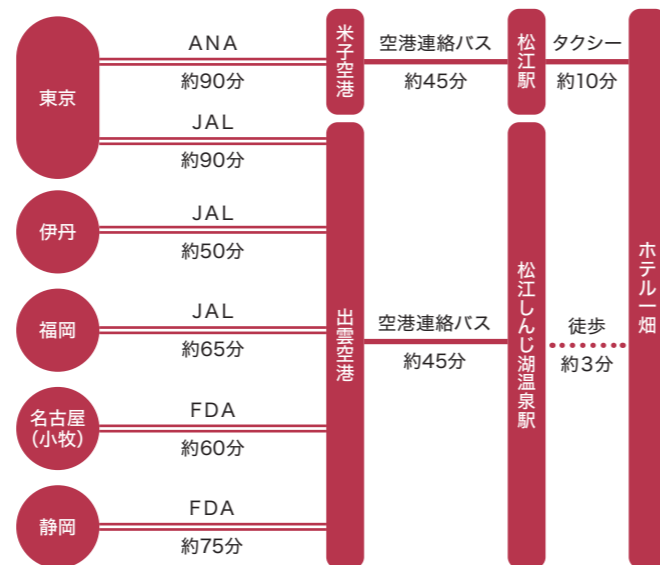 東京
ANA
約90分
米子空港
空港連絡バス
約45分
松江駅
タクシー
約10分
JAL
約90分
伊丹
JAL
約50分
福岡
JAL
約65分
名古屋
（小牧）
FDA
約60分
静岡
FDA
約75分
出雲空港
空港連絡バス
約45分
松江しんじ湖温泉駅
徒歩
約3分
ホテル一畑